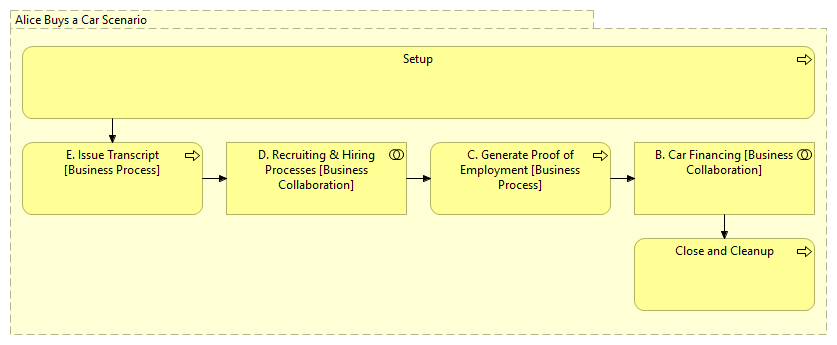 Alice Buys a Car Scenario
Setup
E. Issue Transcript
[Business Process]
D. Recruiting & Hiring
Processes [Business
Collaboration]
C. Generate Proof of
Employment [Business
Process]
B. Car Financing [Business
Collaboration]
Close and Cleanup